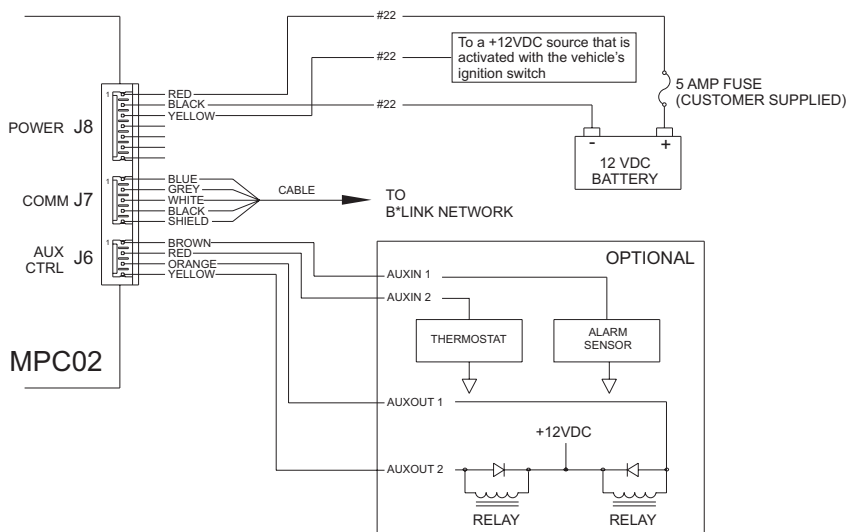 #22
#22
To a +12VDC source that is
activated with the vehicle's
ignition switch
#22
5 AMP FUSE
(CUSTOMER SUPPLIED)
- +
12 VDC
BATTERY
POWER J8
1
RED
BLACK
YELLOW
COMM J7
1
BLUE
GREY
WHITE
BLACK
SHIELD
CABLE
TO
B*LINK NETWORK
AUX
CTRL J6
1
BROWN
RED
ORANGE
YELLOW
MPC02
OPTIONAL
AUXIN 1
AUXIN 2
THERMOSTAT
ALARM
SENSOR
AUXOUT 1
+12VDC
AUXOUT 2
RELAY
RELAY